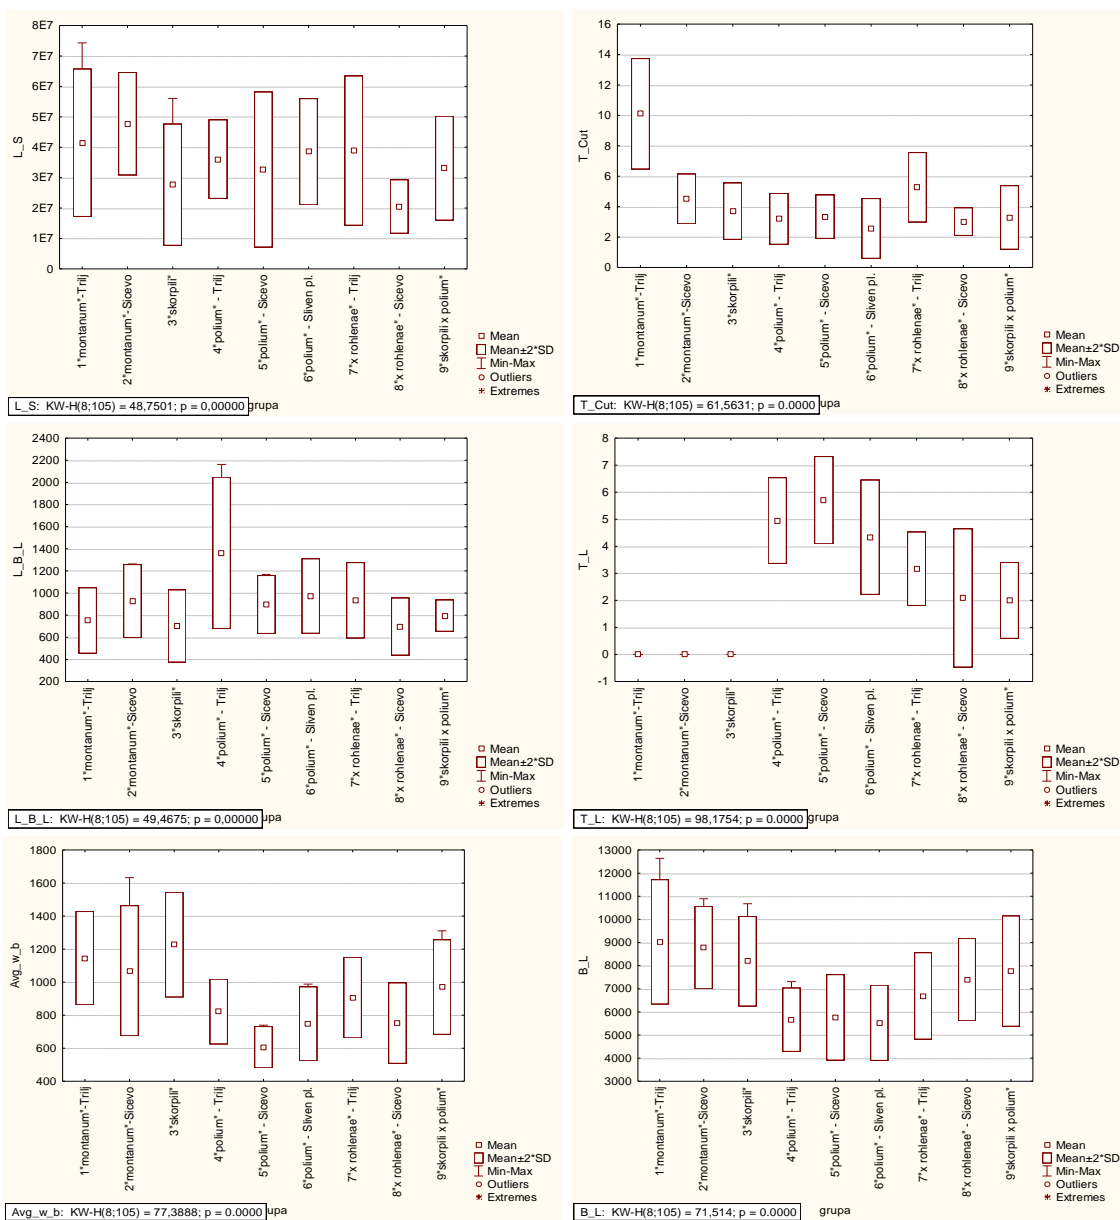 8E7
7E7
6E7
5E7
4E7
3E7
2E7
1E7
0
L_S
1"montanum"-Trilj
2"montanum"-Sicevo
3"skorpili"
4"polium" - Trilj
5"polium" - Sicevo
6"polium" - Sliven pl.
7"x rohlenae" - Trilj
8"x rohlenae" - Sicevo
9"skorpili x polium"
Mean
Mean±2*SD
Min-Max
Outliers
Extremes
L_S: KW-H(8;105) = 48,7501; p = 0,00000 grupa
16
14
12
10
8
6
4
2
0
T_Cut
1"montanum"-Trilj
2"montanum"-Sicevo
3"skorpili"
4"polium" - Trilj
5"polium" - Sicevo
6"polium" - Sliven pl.
7"x rohlenae" - Trilj
8"x rohlenae" - Sicevo
9"skorpili x polium"
Mean
Mean±2*SD
Min-Max
Outliers
Extremes
T_Cut: KW-H(8;105) = 61,5631; p = 0.0000 upa
2400
2200
2000
1800
1600
1400
1200
1000
800
600
400
200
L_B_L
1"montanum"-Trilj
2"montanum"-Sicevo
3"skorpili"
4"polium" - Trilj
5"polium" - Sicevo
6"polium" - Sliven pl.
7"x rohlenae" - Trilj
8"x rohlenae" - Sicevo
9"skorpili x polium"
Mean
Mean±2*SD
Min-Max
Outliers
Extremes
L_B_L: KW-H(8;105) = 49,4675; p = 0,00000 upa
8
7
6
5
4
3
2
1
0
-1
T_L
1"montanum"-Trilj
2"montanum"-Sicevo
3"skorpili"
4"polium" - Trilj
5"polium" - Sicevo
6"polium" - Sliven pl.
7"x rohlenae" - Trilj
8"x rohlenae" - Sicevo
9"skorpili x polium"
Mean
Mean±2*SD
Min-Max
Outliers
Extremes
T_L: KW-H(8;105) = 98,1754; p = 0.0000 grupa
1800
1600
1400
1200
1000
800
600
400
Avg_w_b
1"montanum"-Trilj
2"montanum"-Sicevo
3"skorpili"
4"polium" - Trilj
5"polium" - Sicevo
6"polium" - Sliven pl.
7"x rohlenae" - Trilj
8"x rohlenae" - Sicevo
9"skorpili x polium"
Mean
Mean±2*SD
Min-Max
Outliers
Extremes
Avg_w_b: KW-H(8;105) = 77,3888; p = 0.0000 upa
13000
12000
11000
10000
9000
8000
7000
6000
5000
4000
3000
B_L
1"montanum"-Trilj
2"montanum"-Sicevo
3"skorpili"
4"polium" - Trilj
5"polium" - Sicevo
6"polium" - Sliven pl.
7"x rohlenae" - Trilj
8"x rohlenae" - Sicevo
9"skorpili x polium"
Mean
Mean±2*SD
Min-Max
Outliers
Extremes
B_L: KW-H(8;105) = 71,514; p = 0.0000 grupa